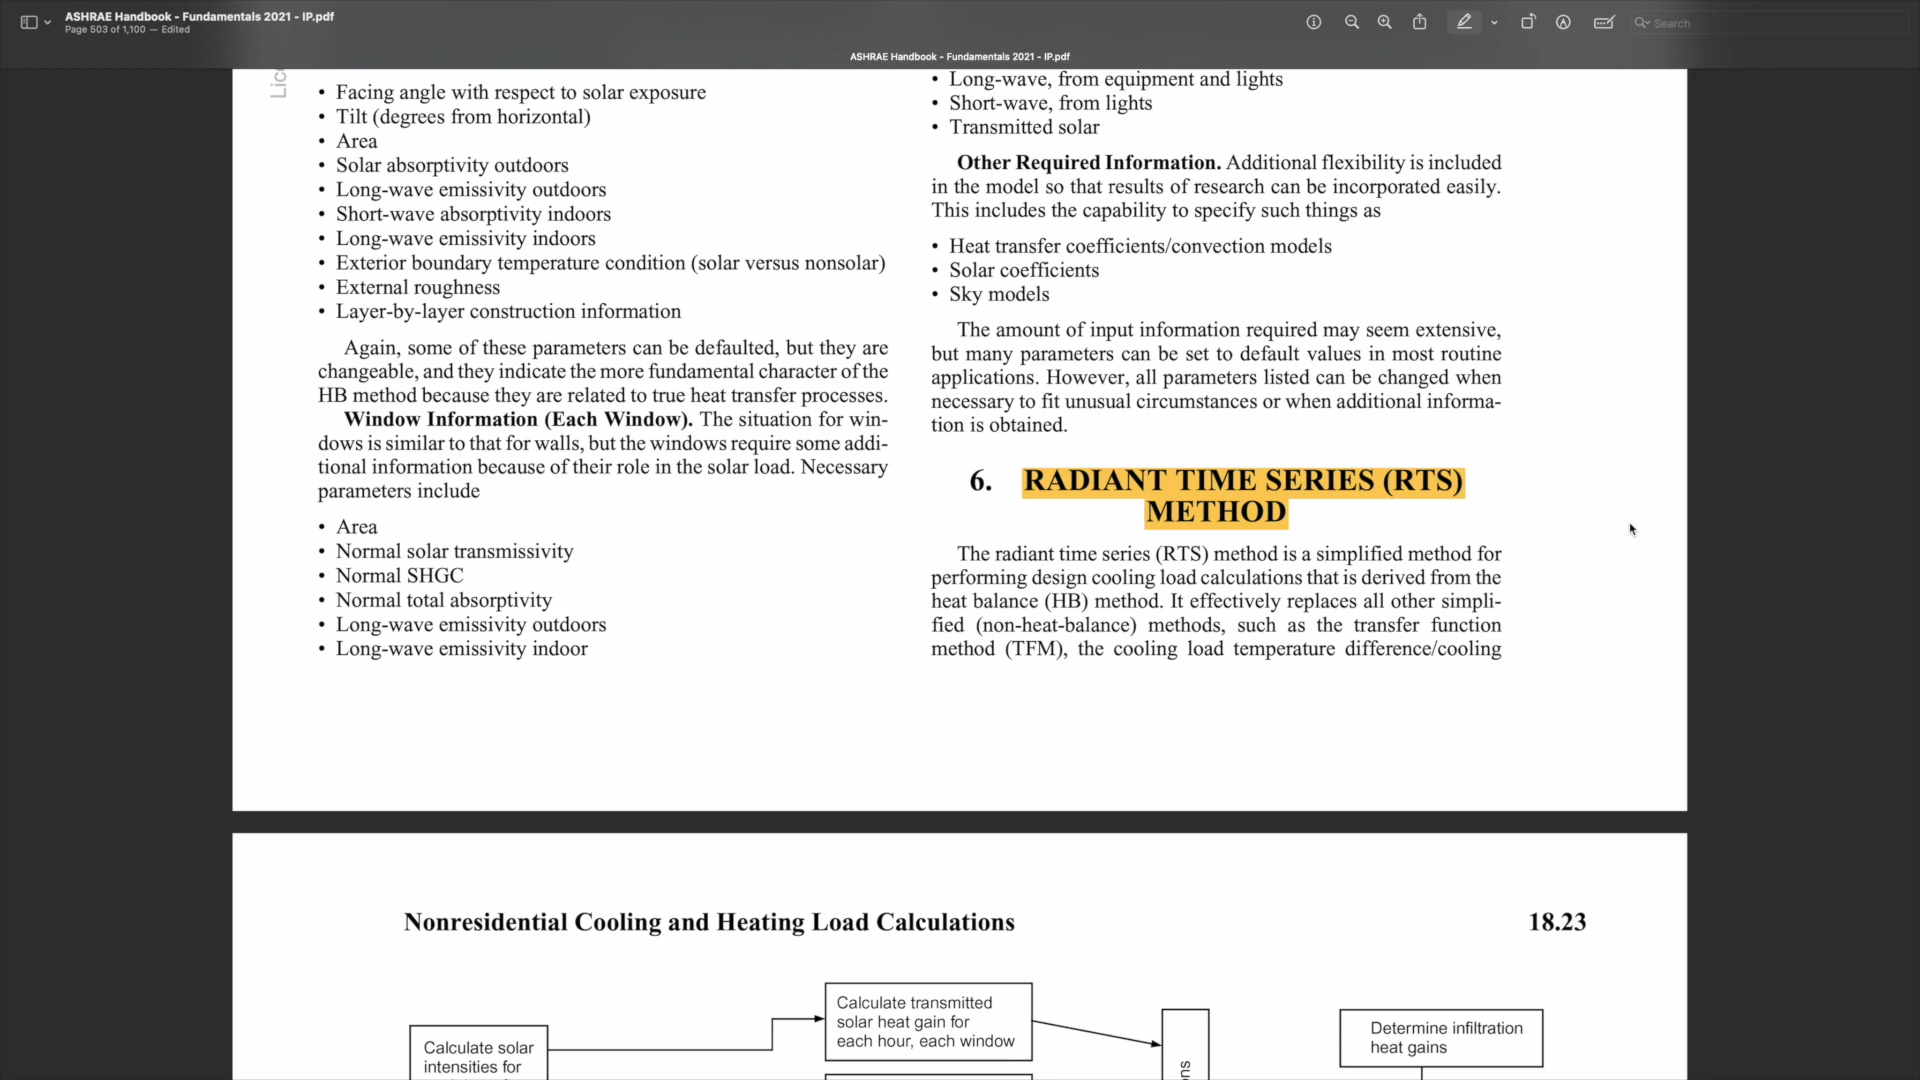 ASHRAE Handbook - Fundamentals 2021 - IP.pdf
Page 503 of 1,100 — Edited
Search
ASHRAE Handbook - Fundamentals 2021 - IP.pdf
Lic
• Facing angle with respect to solar exposure
• Tilt (degrees from horizontal)
• Area
• Solar absorptivity outdoors
• Long-wave emissivity outdoors
• Short-wave absorptivity indoors
• Long-wave emissivity indoors
• Exterior boundary temperature condition (solar versus nonsolar)
• External roughness
• Layer-by-layer construction information
Again, some of these parameters can be defaulted, but they are
changeable, and they indicate the more fundamental character of the
HB method because they are related to true heat transfer processes.
Window Information (Each Window). The situation for win-
dows is similar to that for walls, but the windows require some addi-
tional information because of their role in the solar load. Necessary
parameters include
• Area
• Normal solar transmissivity
• Normal SHGC
• Normal total absorptivity
• Long-wave emissivity outdoors
• Long-wave emissivity indoor
• Long-wave, from equipment and lights
• Short-wave, from lights
• Transmitted solar
Other Required Information. Additional flexibility is included
in the model so that results of research can be incorporated easily.
This includes the capability to specify such things as
• Heat transfer coefficients/convection models
• Solar coefficients
• Sky models
The amount of input information required may seem extensive,
but many parameters can be set to default values in most routine
applications. However, all parameters listed can be changed when
necessary to fit unusual circumstances or when additional informa-
tion is obtained.
6. RADIANT TIME SERIES (RTS)
METHOD
The radiant time series (RTS) method is a simplified method for
performing design cooling load calculations that is derived from the
heat balance (HB) method. It effectively replaces all other simpli-
fied (non-heat-balance) methods, such as the transfer function
method (TFM), the cooling load temperature difference/cooling
Nonresidential Cooling and Heating Load Calculations
18.23
Calculate solar
intensities for
Calculate transmitted
solar heat gain for
each hour, each window
ns
Determine infiltration
heat gains